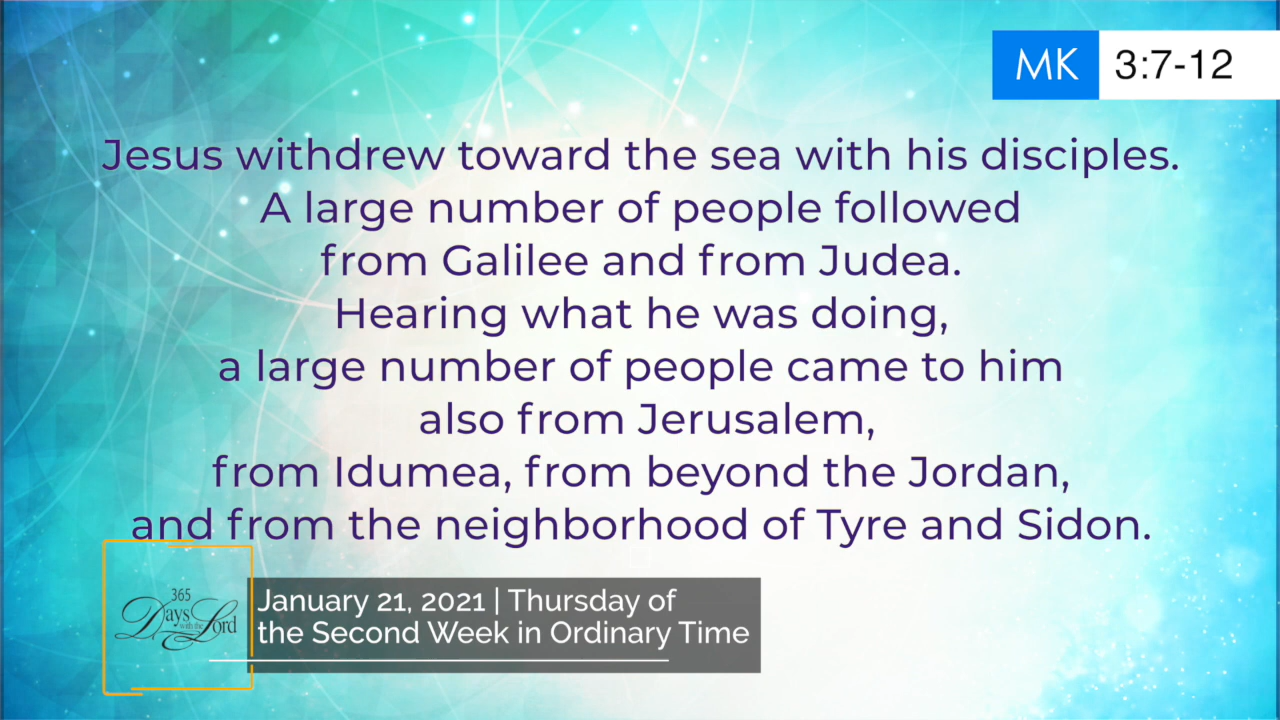 MK 3:7-12
Jesus withdrew toward the sea with his disciples.
A large number of people followed
from Galilee and from Judea.
Hearing what he was doing,
a large number of people came to him
also from Jerusalem,
from Idumea, from beyond the Jordan,
and from the neighborhood of Tyre and Sidon.
365
Days with the Lord
January 21, 2021 | Thursday of
the Second Week in Ordinary Time